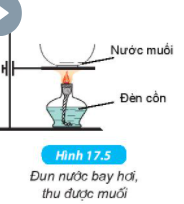 Nước muối
Đèn cồn
Hình 17.5
Đun nước bay hơi,
thu được muối